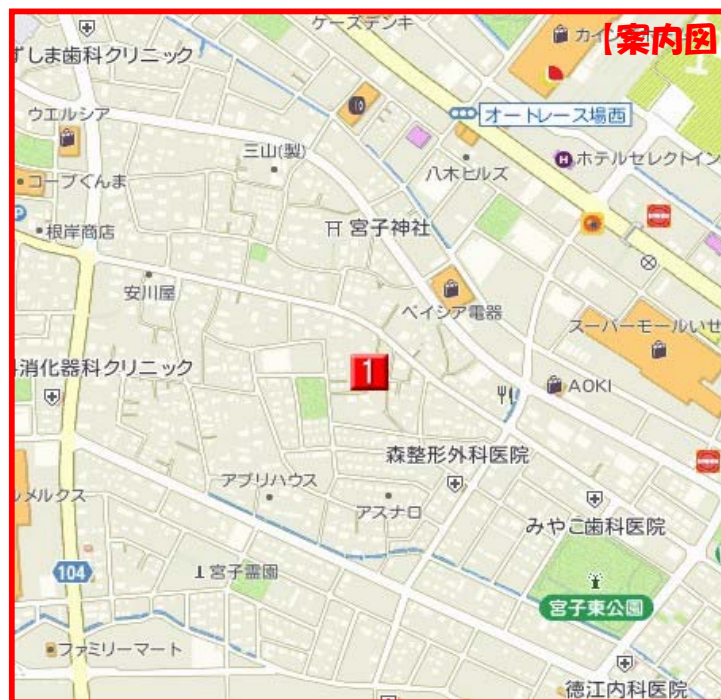 ケーズデンキ
【案内図
カイン
ずしま歯科クリニック
ウエルシア
オートレース場西
三山(製)
八木ヒルズ
ホテルセレクトイン
コープぐんま
根岸商店
宮子神社
安川屋
ベイシア電器
スーパーモールいせ
消化器科クリニック
1
AOKI
森整形外科医院
アブリハウス
メルクス
アスナロ
みやこ歯科医院
104
宮子霊園
宮子東公園
ファミリーマート
徳江内科医院